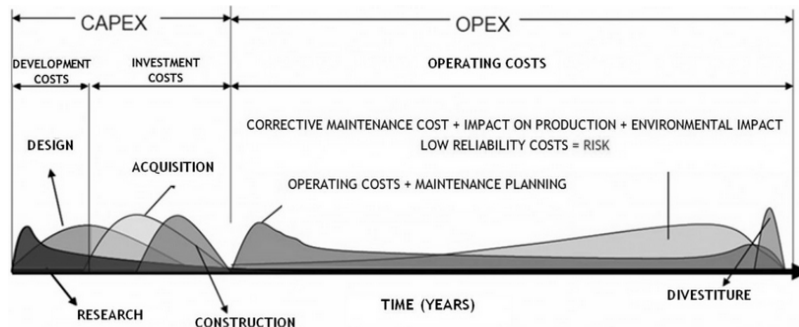 CAPEX
OPEX
DEVELOPMENT
COSTS
INVESTMENT
COSTS
OPERATING COSTS
CORRECTIVE MAINTENANCE COST + IMPACT ON PRODUCTION + ENVIRONMENTAL IMPACT
LOW RELIABILITY COSTS = RISK
DESIGN
ACQUISITION
OPERATING COSTS + MAINTENANCE PLANNING
RESEARCH
CONSTRUCTION
TIME (YEARS)
DIVESTITURE